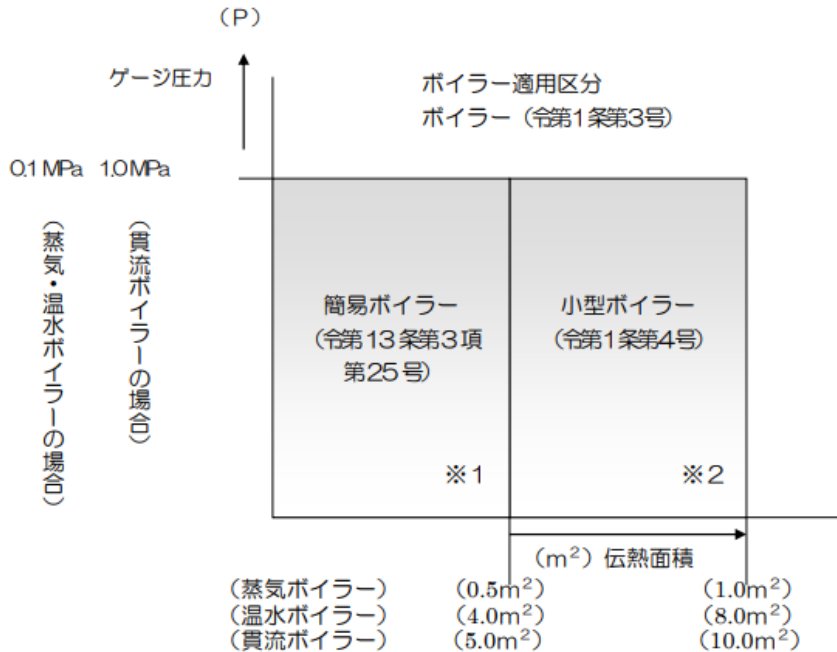 （P）
ゲージ圧力
ボイラー適用区分
ボイラー（令第1条第3号）
0.1 MPa 1.0 MPa
（蒸気・温水ボイラーの場合）
（貫流ボイラーの場合）
簡易ボイラー
（令第13条第3項
第25号）
※1
小型ボイラー
（令第1条第4号）
※2
（m²）伝熱面積
（蒸気ボイラー） （0.5m²） （1.0m²）
（温水ボイラー） （4.0m²） （8.0m²）
（貫流ボイラー） （5.0m²） （10.0m²）